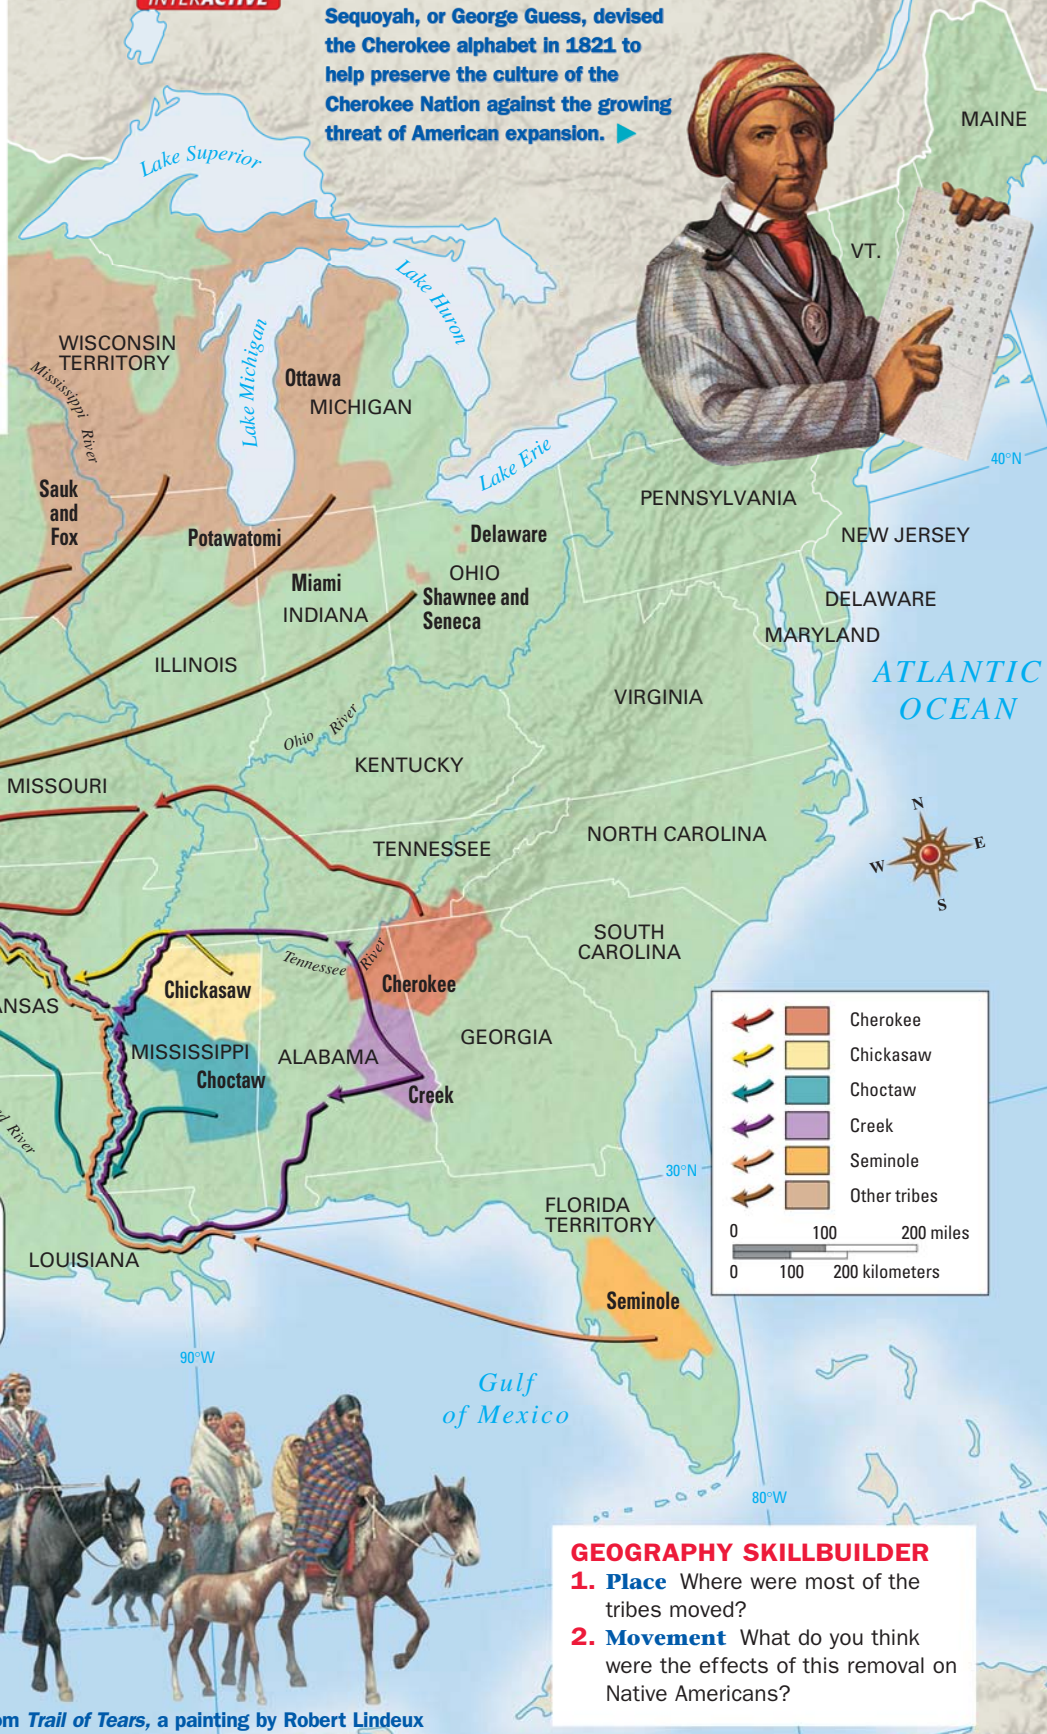 INTERACTIVE
Sequoyah, or George Guess, devised
the Cherokee alphabet in 1821 to
help preserve the culture of the
Cherokee Nation against the growing
threat of American expansion.
MAINE
Lake Superior
VT.
Lake Huron
WISCONSIN
TERRITORY
Mississippi River
Lake Michigan
Ottawa
MICHIGAN
Lake Erie
40°N
Sauk
and
Fox
PENNSYLVANIA
Potawatomi
Delaware
NEW JERSEY
Miami
OHIO
INDIANA
Shawnee and
Seneca
DELAWARE
MARYLAND
ILLINOIS
ATLANTIC
OCEAN
VIRGINIA
Ohio River
KENTUCKY
MISSOURI
N
E
W
S
TENNESSEE
NORTH CAROLINA
SOUTH
CAROLINA
Tennessee River
Chickasaw
Cherokee
ANSAS
GEORGIA
MISSISSIPPI
ALABAMA
Choctaw
Creek
River
Cherokee
Chickasaw
Choctaw
Creek
Seminole
Other tribes
0 100 200 miles
0 100 200 kilometers
30°N
FLORIDA
TERRITORY
LOUISIANA
Seminole
90°W
Gulf
of Mexico
80°W
GEOGRAPHY SKILLBUILDER
1. Place Where were most of the
tribes moved?
2. Movement What do you think
were the effects of this removal on
Native Americans?
om Trail of Tears, a painting by Robert Lindeux